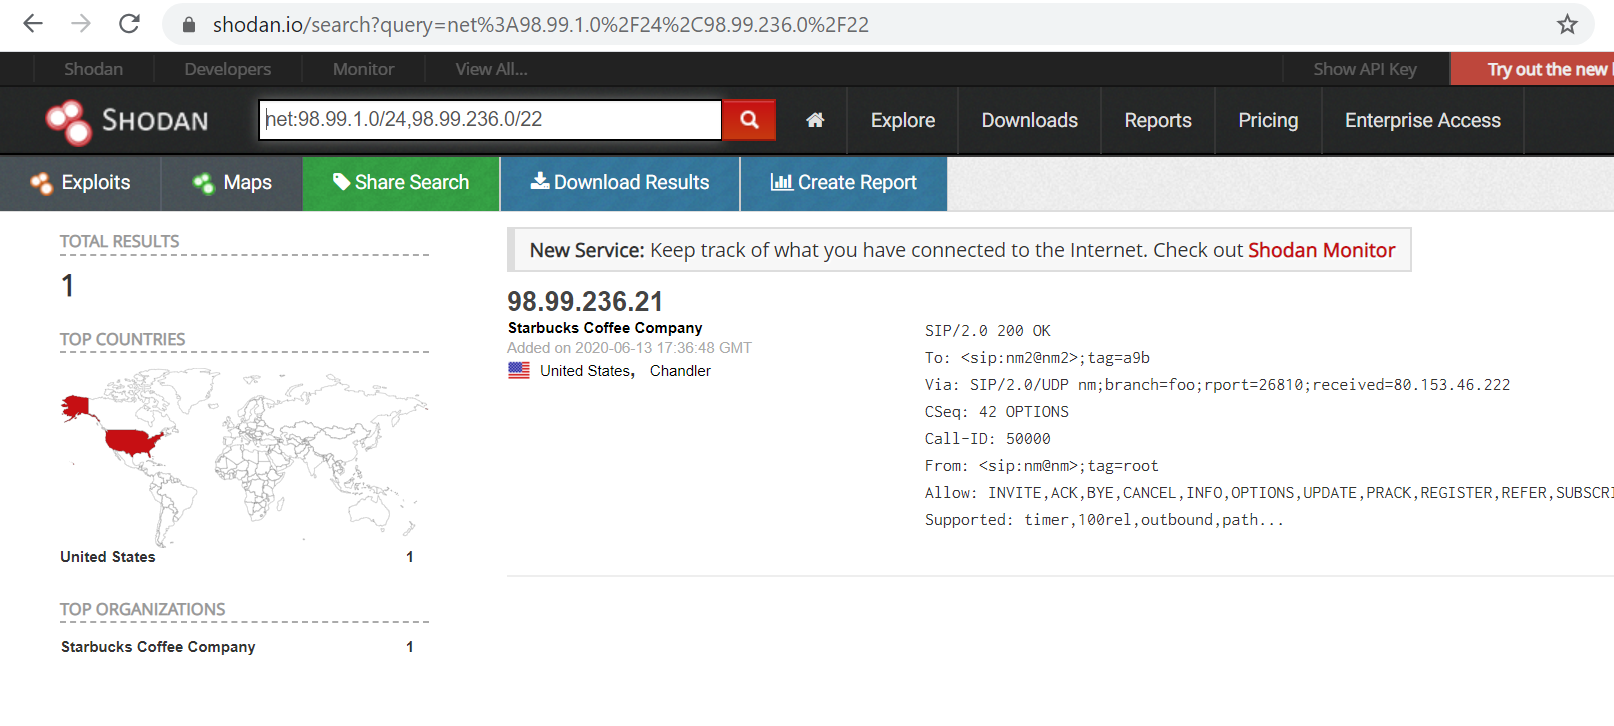 shodan.io/search?query=net%3A98.99.1.0%2F24%2C98.99.236.0%2F22
Shodan Developers Monitor View All... Show API Key Try out the new
SHODAN net:98.99.1.0/24,98.99.236.0/22 Explore Downloads Reports Pricing Enterprise Access
Exploits Maps Share Search Download Results Create Report
TOTAL RESULTS
1
TOP COUNTRIES
United States 1
TOP ORGANIZATIONS
Starbucks Coffee Company 1
New Service: Keep track of what you have connected to the Internet. Check out Shodan Monitor
98.99.236.21
Starbucks Coffee Company
Added on 2020-06-13 17:36:48 GMT
United States, Chandler
SIP/2.0 200 OK
To: <sip:nm2@nm2>;tag=a9b
Via: SIP/2.0/UDP nm;branch=foo;rport=26810;received=80.153.46.222
CSeq: 42 OPTIONS
Call-ID: 50000
From: <sip:nm@nm>;tag=root
Allow: INVITE,ACK,BYE,CANCEL,INFO,OPTIONS,UPDATE,PRACK,REGISTER,REFER,SUBSCRI
Supported: timer,100rel,outbound,path...